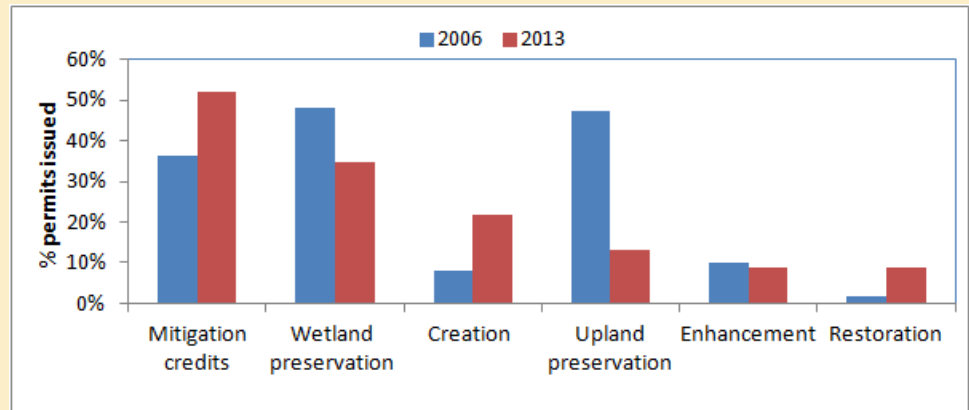 2006 2013
60%
50%
40%
30%
20%
10%
0%
% permits issued
Mitigation credits
Wetland preservation
Creation
Upland preservation
Enhancement
Restoration